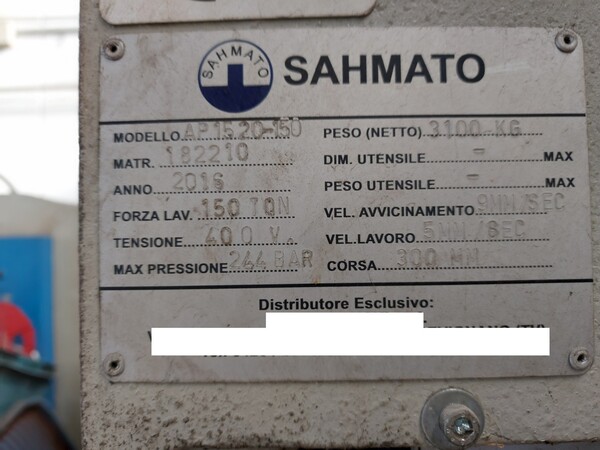 SAHMATO
SAHMATO
MODELLO AP1520-150
MATR. 182210
ANNO 2016
FORZA LAV. 150 TON
TENSIONE 400 V.
MAX PRESSIONE 244 BAR
PESO (NETTO) 3100 KG
DIM. UTENSILE - MAX
PESO UTENSILE - MAX
VEL. AVVICINAMENTO 9MM/SEC
VEL.LAVORO 5MM/SEC
CORSA 300 MM
Distributore Esclusivo: